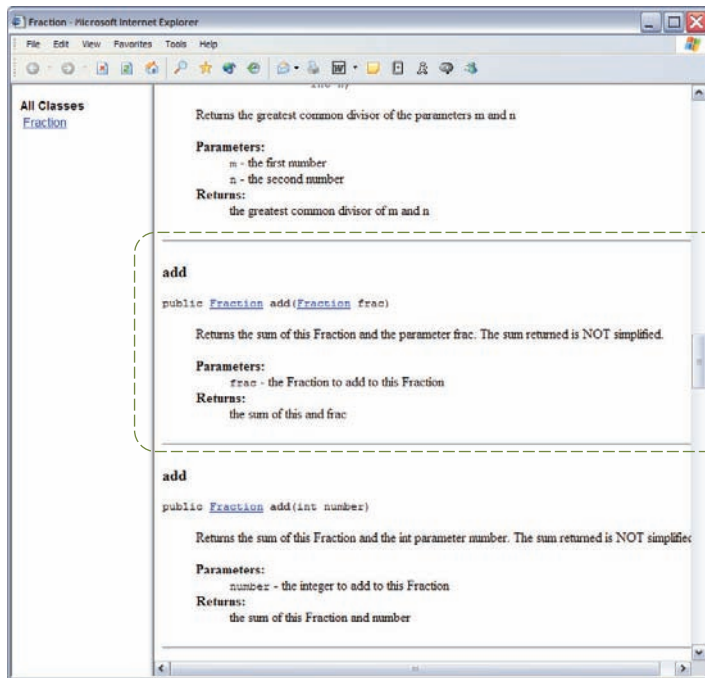 Fraction - Microsoft Internet Explorer
File Edit View Favorites Tools Help
All Classes
Fraction
Returns the greatest common divisor of the parameters m and n
Parameters:
m - the first number
n - the second number
Returns:
the greatest common divisor of m and n
add
public Fraction add(Fraction frac)
Returns the sum of this Fraction and the parameter frac. The sum returned is NOT simplified.
Parameters:
frac - the Fraction to add to this Fraction
Returns:
the sum of this and frac
add
public Fraction add(int number)
Returns the sum of this Fraction and the int parameter number. The sum returned is NOT
Parameters:
number - the integer to add to this Fraction
Returns:
the sum of this Fraction and number